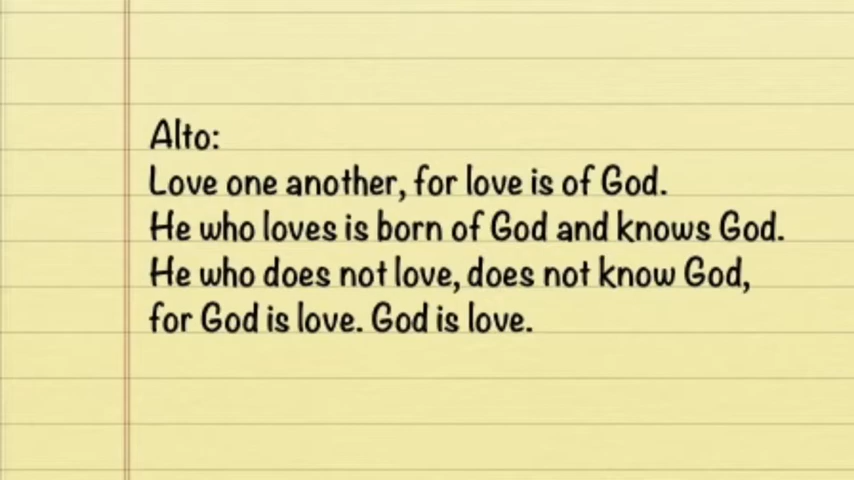 Alto:
Love one another, for love is of God.
He who loves is born of God and knows God.
He who does not love, does not know God,
for God is love. God is love.